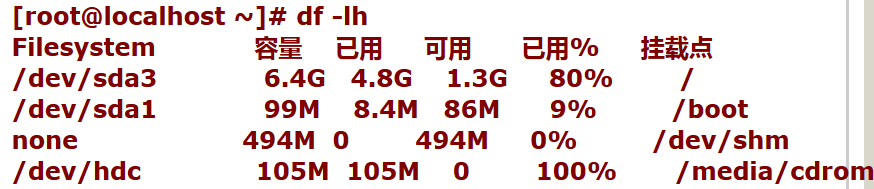 [root@localhost ~]# df -lh
Filesystem 容量 已用 可用 已用% 挂载点
/dev/sda3 6.4G 4.8G 1.3G 80% /
/dev/sda1 99M 8.4M 86M 9% /boot
none 494M 0 494M 0% /dev/shm
/dev/hdc 105M 105M 0 100% /media/cdrom